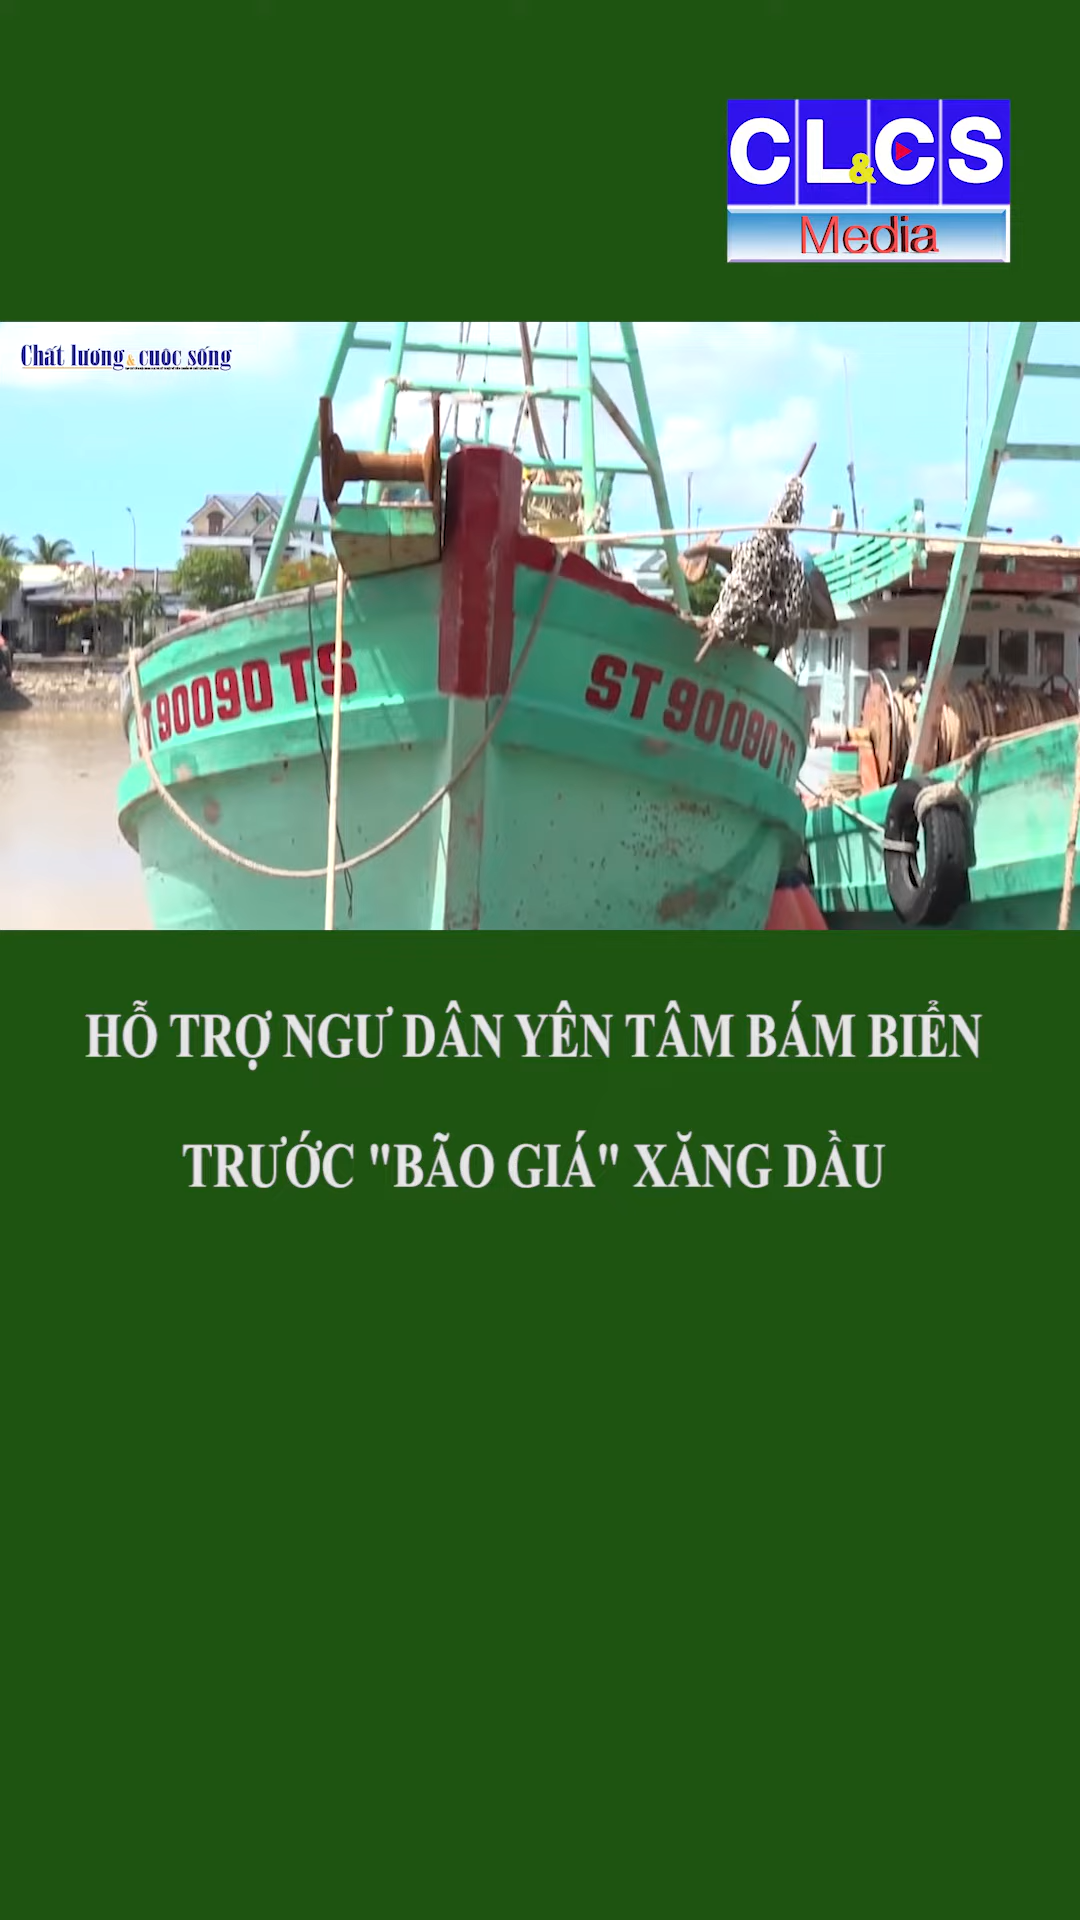 CL&CS
Media
Chất lượng & cuộc sống
T 90090 TS
ST 90090 TS
HỖ TRỢ NGƯ DÂN YÊN TÂM BÁM BIỂN
TRƯỚC "BÃO GIÁ" XĂNG DẦU